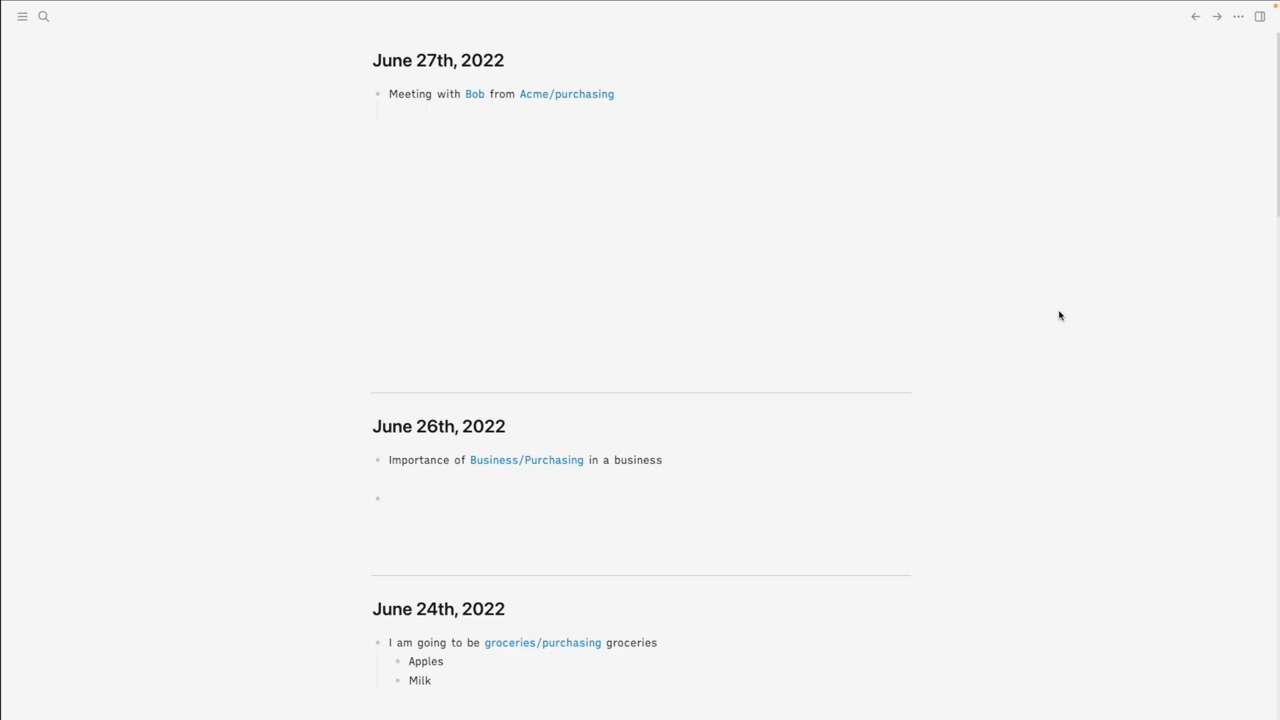 June 27th, 2022
Meeting with Bob from Acme/purchasing
June 26th, 2022
Importance of Business/Purchasing in a business
June 24th, 2022
I am going to be groceries/purchasing groceries
Apples
Milk